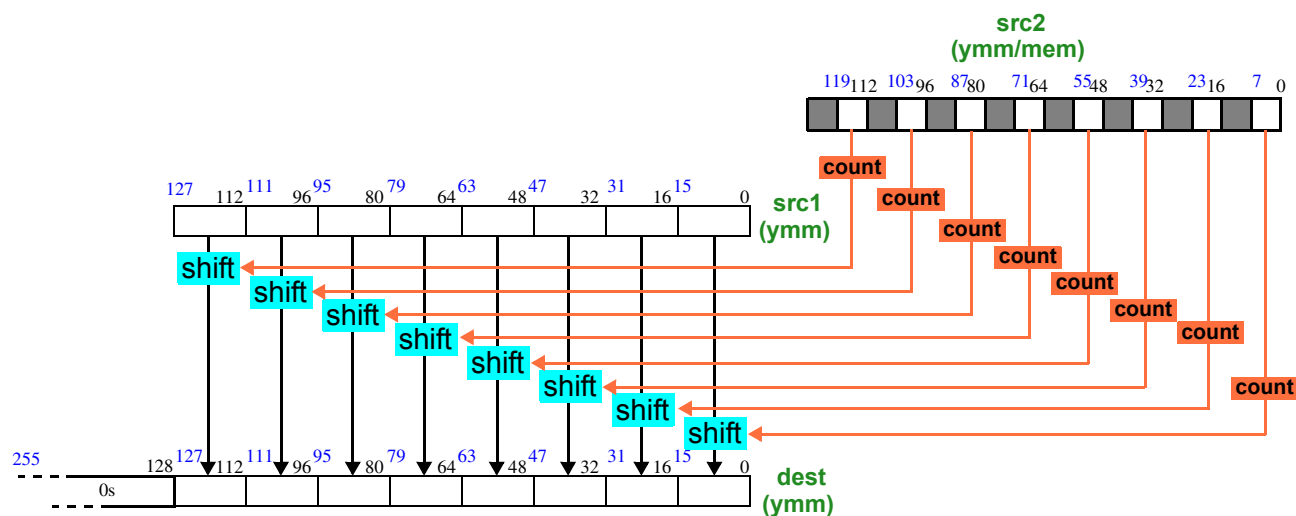 src2
(ymm/mem)
119 112 103 96 87 80 71 64 55 48 39 32 23 16 7 0
count
127 112 111 96 95 80 79 64 63 48 47 32 31 16 15 0
src1
(ymm)
count
count
count
shift
count
shift
count
shift
count
shift
shift
shift
count
shift
shift
255 128 127 112 111 96 95 80 79 64 63 48 47 32 31 16 15 0
0s
dest
(ymm)